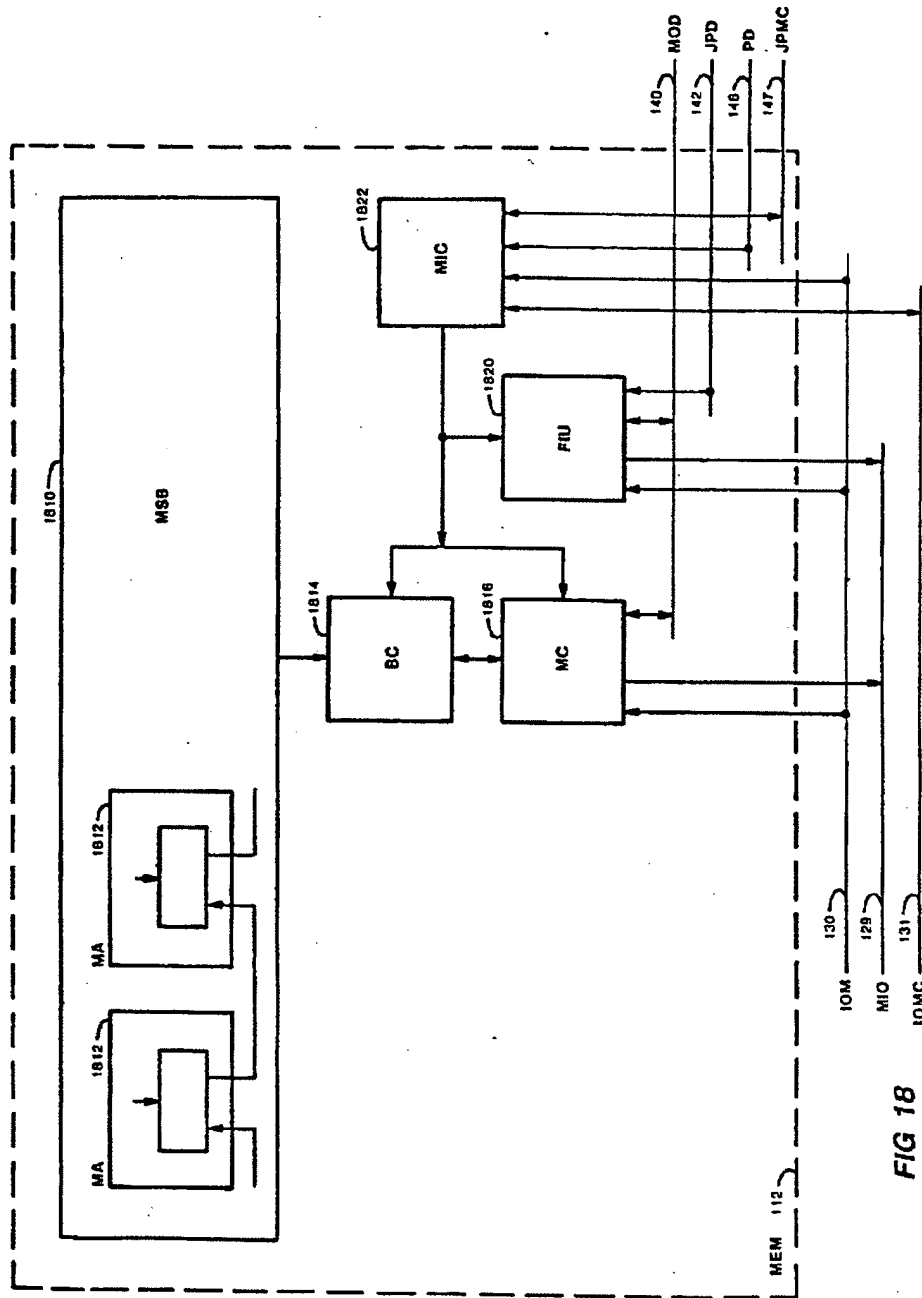 1810
MSB
MA
1812
MA
1812
1814
BC
1816
MC
1820
FIU
1822
MIC
140
MOD
142
JPD
146
PD
147
JPMC
IOM
130
MIO
129
IOMC
131
MEM
112
FIG 18